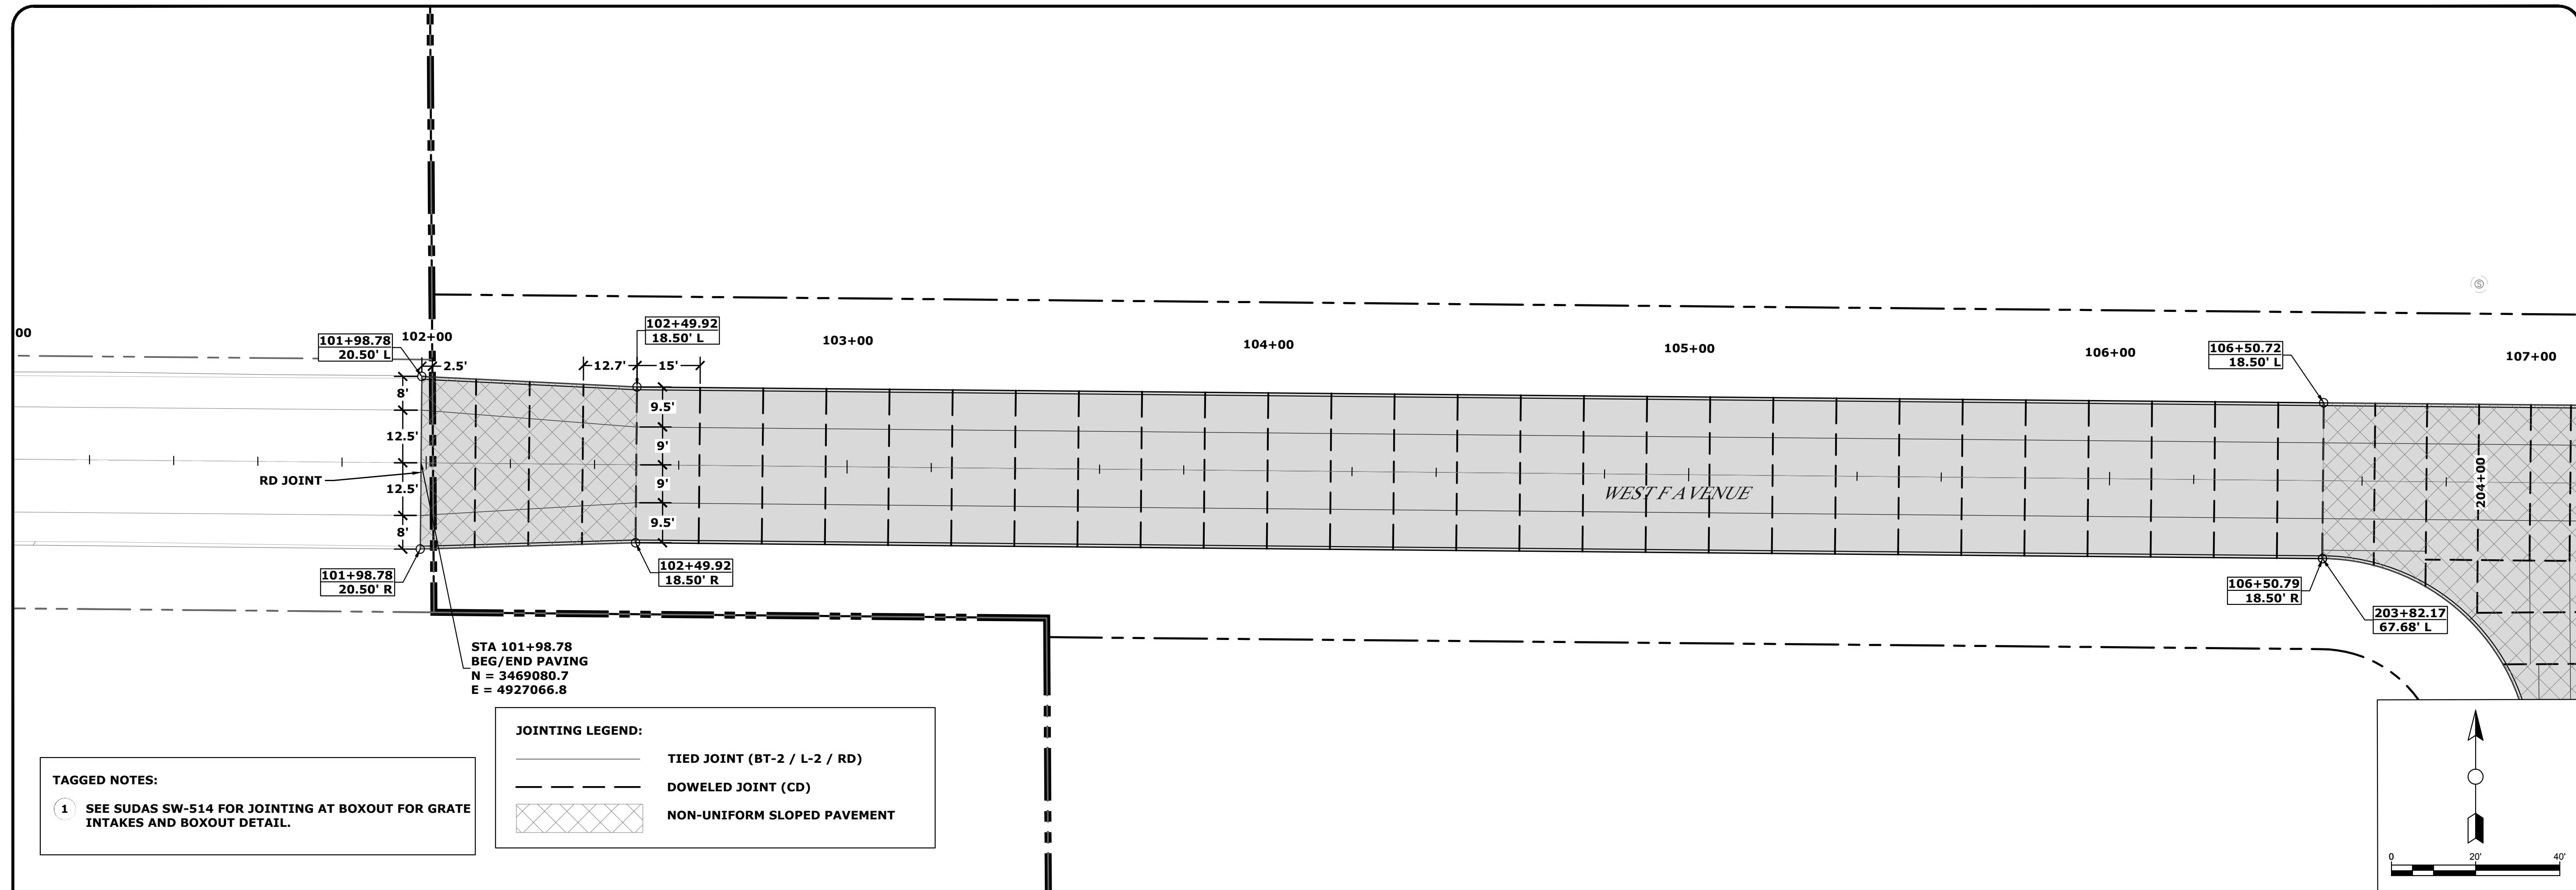 00
101+98.78
20.50' L
102+00
2.5'
102+49.92
18.50' L
12.7'
15'
103+00
104+00
105+00
106+00
106+50.72
18.50' L
107+00
S
8'
12.5'
12.5'
8'
RD JOINT
9.5'
9'
9'
9.5'
WEST F AVENUE
204+00
101+98.78
20.50' R
102+49.92
18.50' R
106+50.79
18.50' R
203+82.17
67.68' L
STA 101+98.78
BEG/END PAVING
N = 3469080.7
E = 4927066.8
TAGGED NOTES:
1 SEE SUDAS SW-514 FOR JOINTING AT BOXOUT FOR GRATE
INTAKES AND BOXOUT DETAIL.
JOINTING LEGEND:
TIED JOINT (BT-2 / L-2 / RD)
DOWELED JOINT (CD)
NON-UNIFORM SLOPED PAVEMENT
0 20' 40'